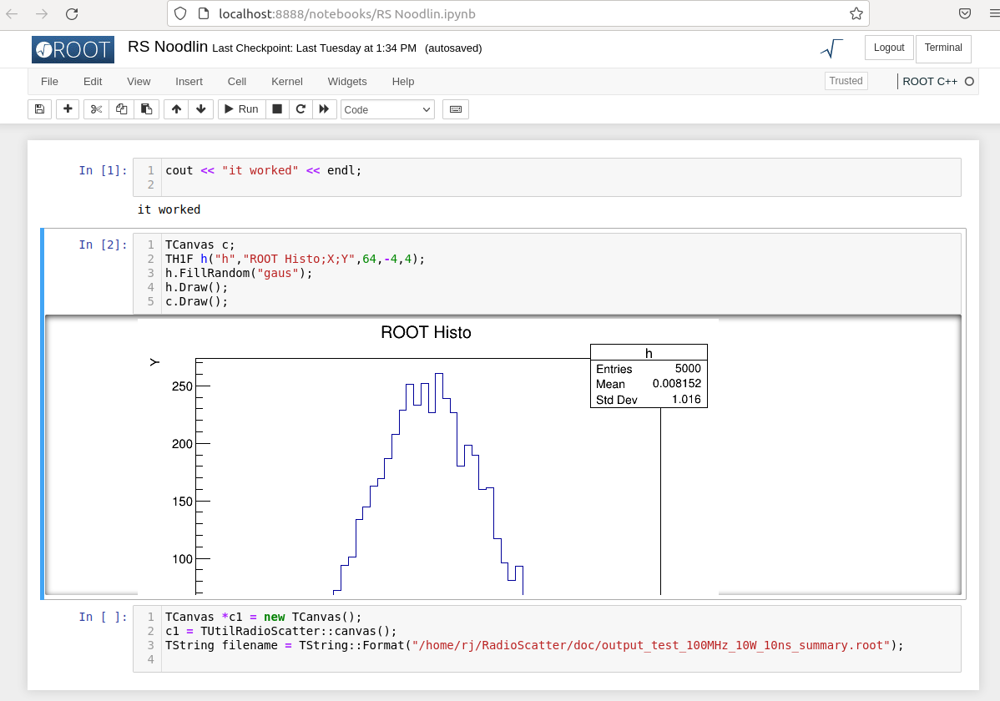 localhost:8888/notebooks/RS Noodlin.ipynb
ROOT RS Noodlin Last Checkpoint: Last Tuesday at 1:34 PM (autosaved) Logout Terminal
File Edit View Insert Cell Kernel Widgets Help Trusted ROOT C++
Run Code
In [1]: 1 cout << "it worked" << endl;
2
it worked
In [2]: 1 TCanvas c;
2 TH1F h("h","ROOT Histo;X;Y",64,-4,4);
3 h.FillRandom("gaus");
4 h.Draw();
5 c.Draw();
ROOT Histo
h
Y
Entries 5000
250
Mean 0.008152
Std Dev 1.016
200
150
100
In [ ]: 1 TCanvas *c1 = new TCanvas();
2 c1 = TUtilRadioScatter::canvas();
3 TString filename = TString::Format("/home/rj/RadioScatter/doc/output_test_100MHz_10W_10ns_summary.root");
4